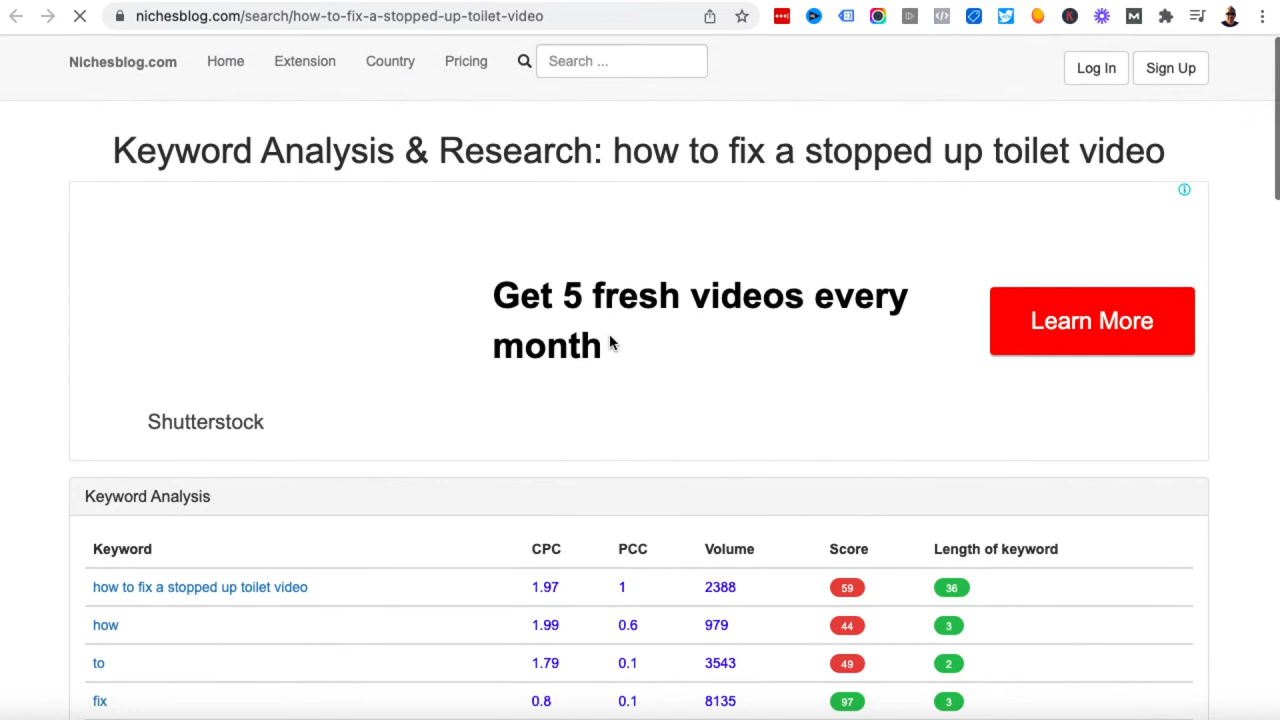 nichesblog.com/search/how-to-fix-a-stopped-up-toilet-video
Nichesblog.com Home Extension Country Pricing Search ... Log In Sign Up
Keyword Analysis & Research: how to fix a stopped up toilet video
Get 5 fresh videos every
month
Learn More
Shutterstock
Keyword Analysis
Keyword CPC PCC Volume Score Length of keyword
how to fix a stopped up toilet video 1.97 1 2388 59 36
how 1.99 0.6 979 44 3
to 1.79 0.1 3543 49 2
fix 0.8 0.1 8135 97 3